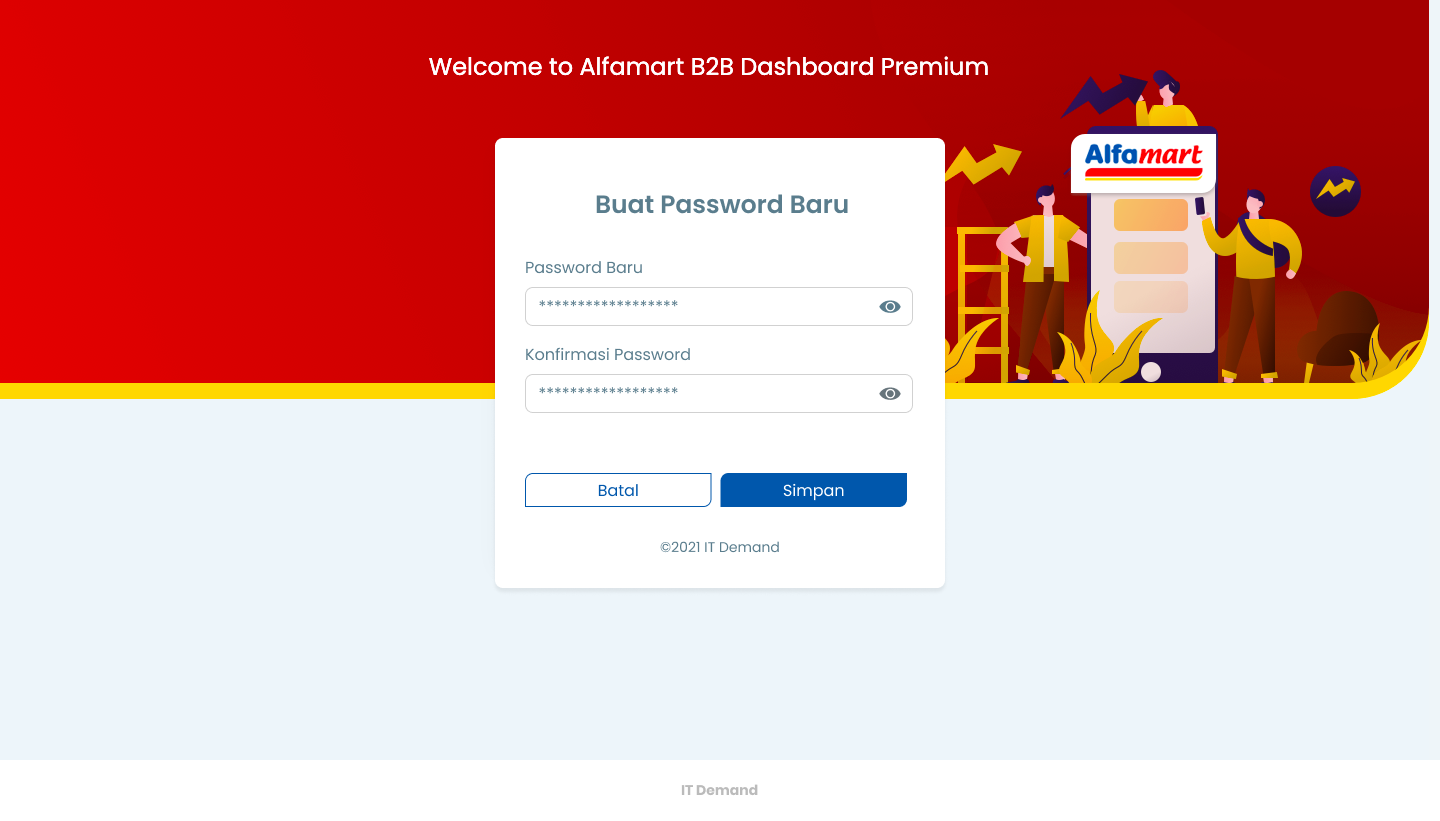 Welcome to Alfamart B2B Dashboard Premium
Alfamart
Buat Password Baru
Password Baru
******************
Konfirmasi Password
******************
Batal
Simpan
©2021 IT Demand
IT Demand